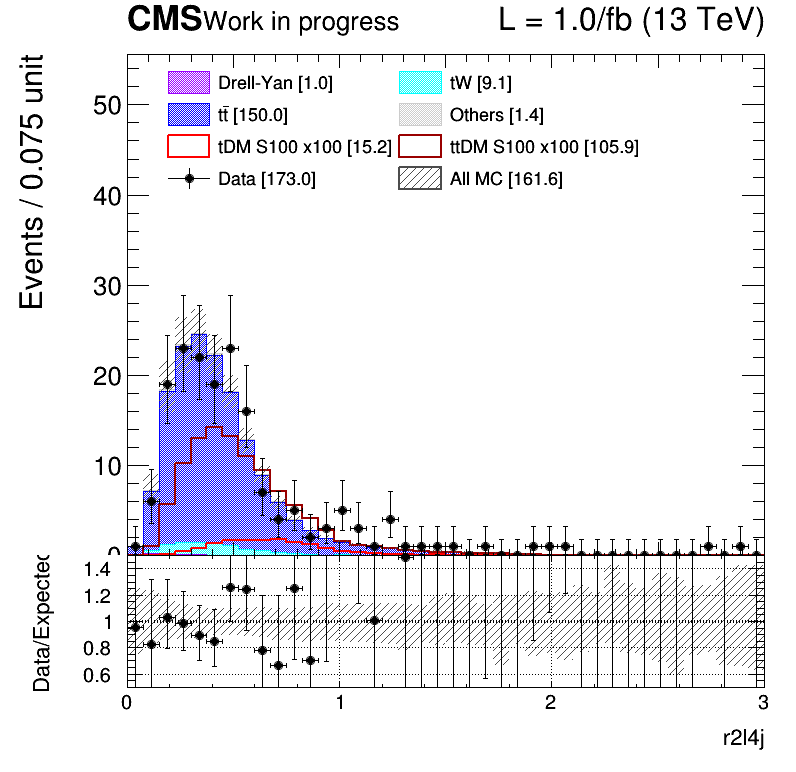 CMS Work in progress L = 1.0/fb (13 TeV)
Drell-Yan [1.0] tW [9.1]
tt̄ [150.0] Others [1.4]
tDM S100 x100 [15.2] ttDM S100 x100 [105.9]
Data [173.0] All MC [161.6]
Events / 0.075 unit
50
40
30
20
10
0
Data/Expected
1.4
1.2
1
0.8
0.6
0 1 2 3
r2l4j